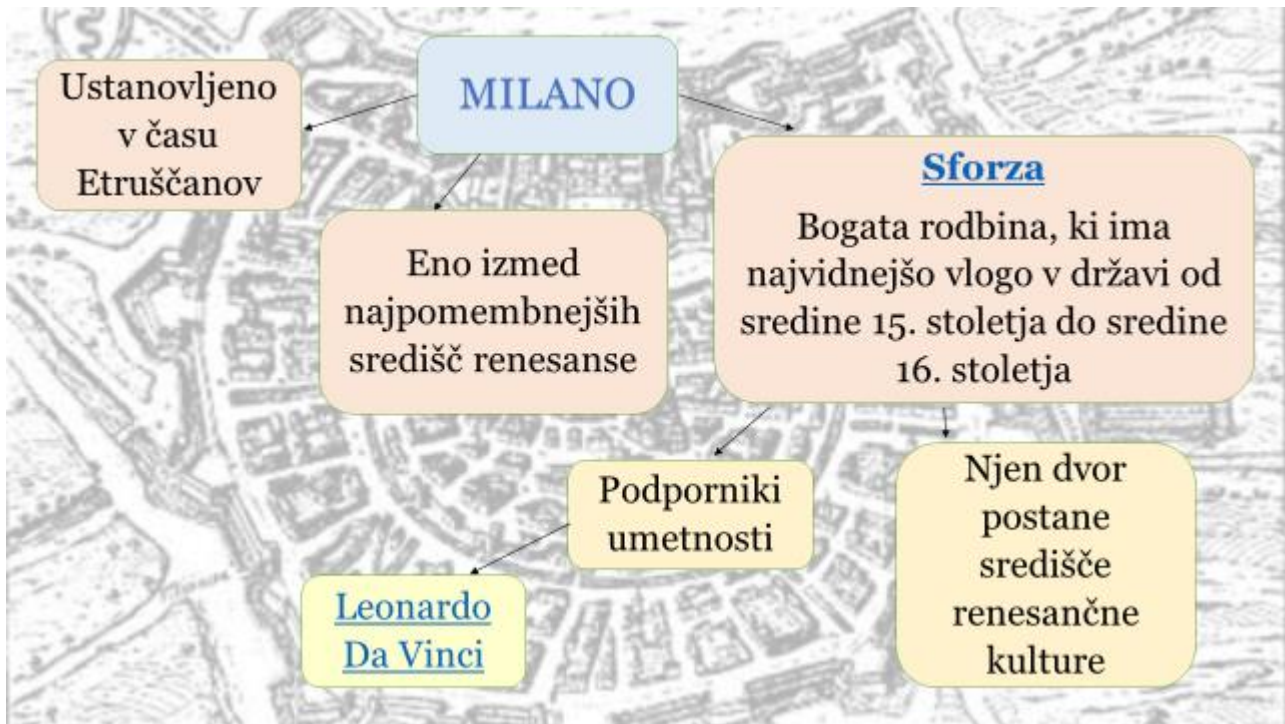 MILANO
Ustanovljeno
v času
Etruščanov
Eno izmed
najpomembnejših
središč renesanse
Sforza
Bogata rodbina, ki ima
najvidnejšo vlogo v državi od
sredine 15. stoletja do sredine
16. stoletja
Podporniki
umetnosti
Leonardo
Da Vinci
Njen dvor
postane
središče
renesančne
kulture